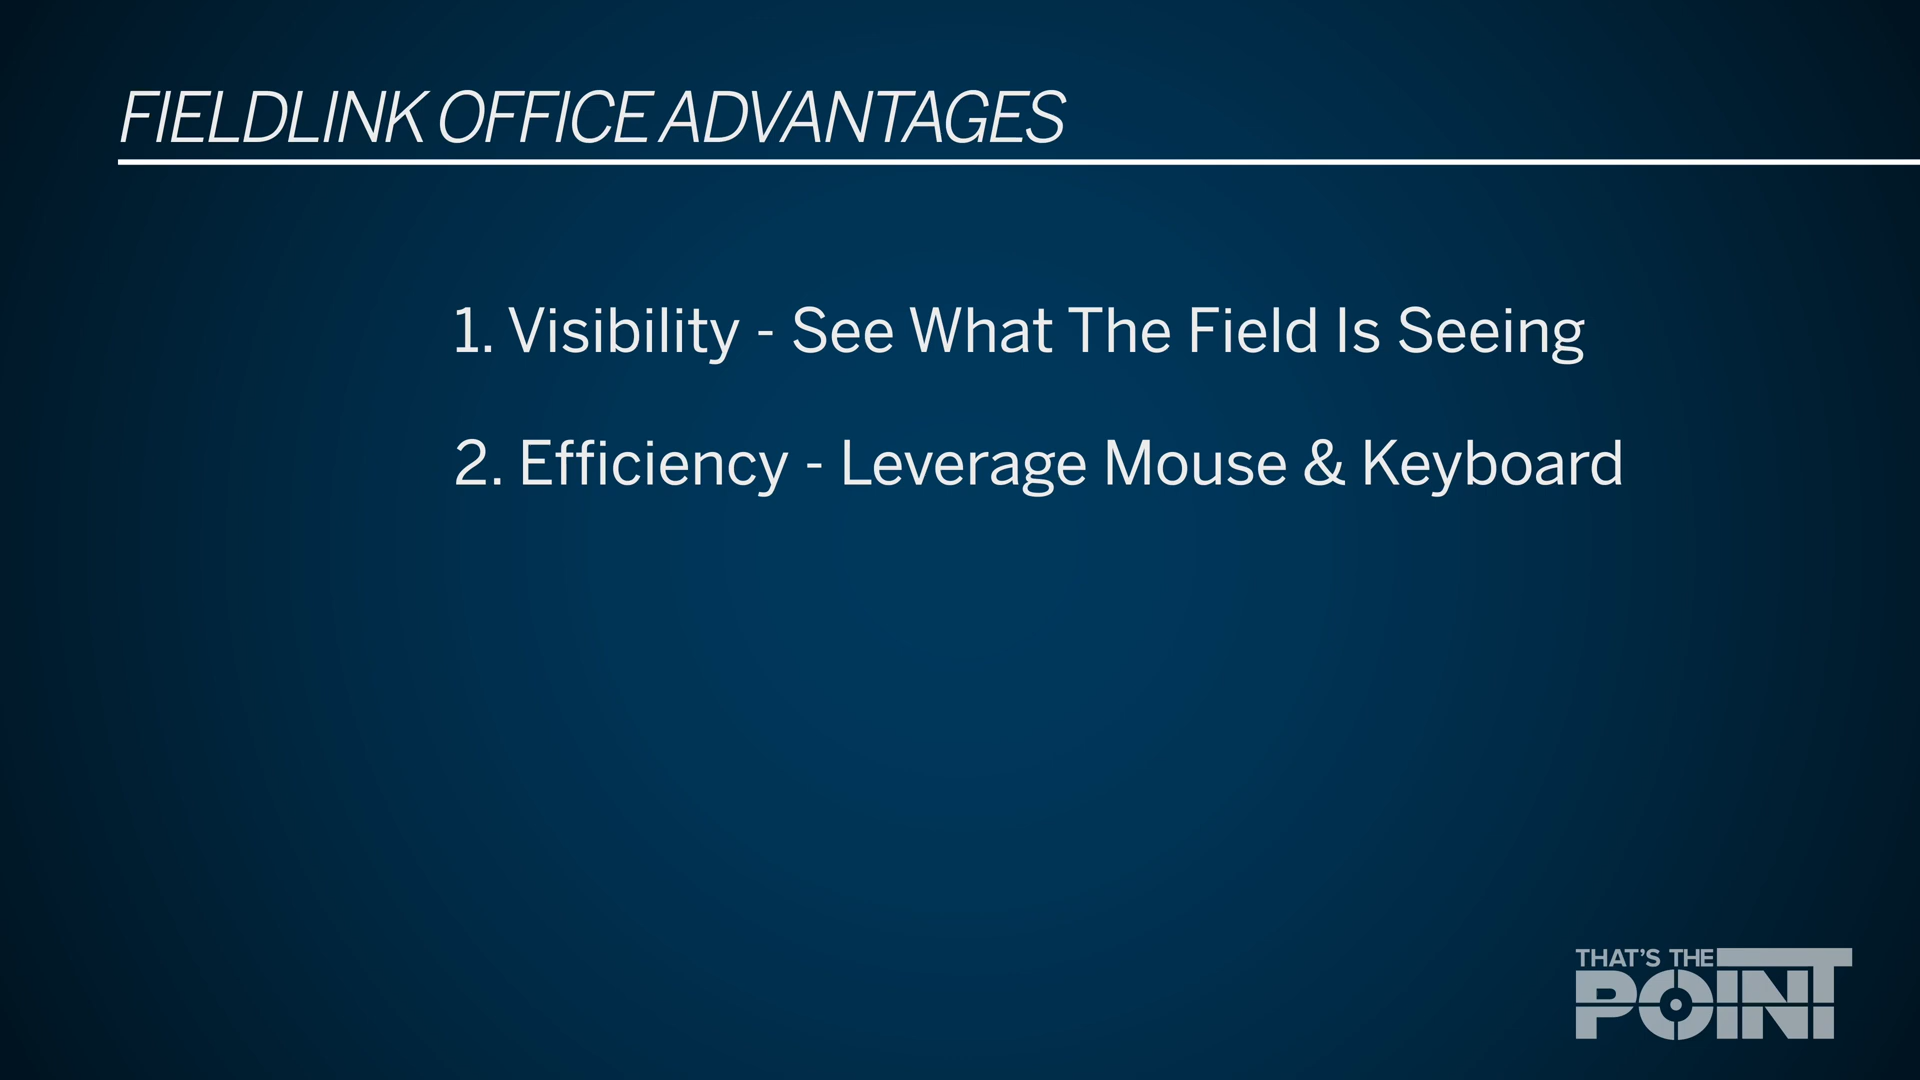 FIELDLINK OFFICE ADVANTAGES
1. Visibility - See What The Field Is Seeing
2. Efficiency - Leverage Mouse & Keyboard
THAT'S THE
POINT